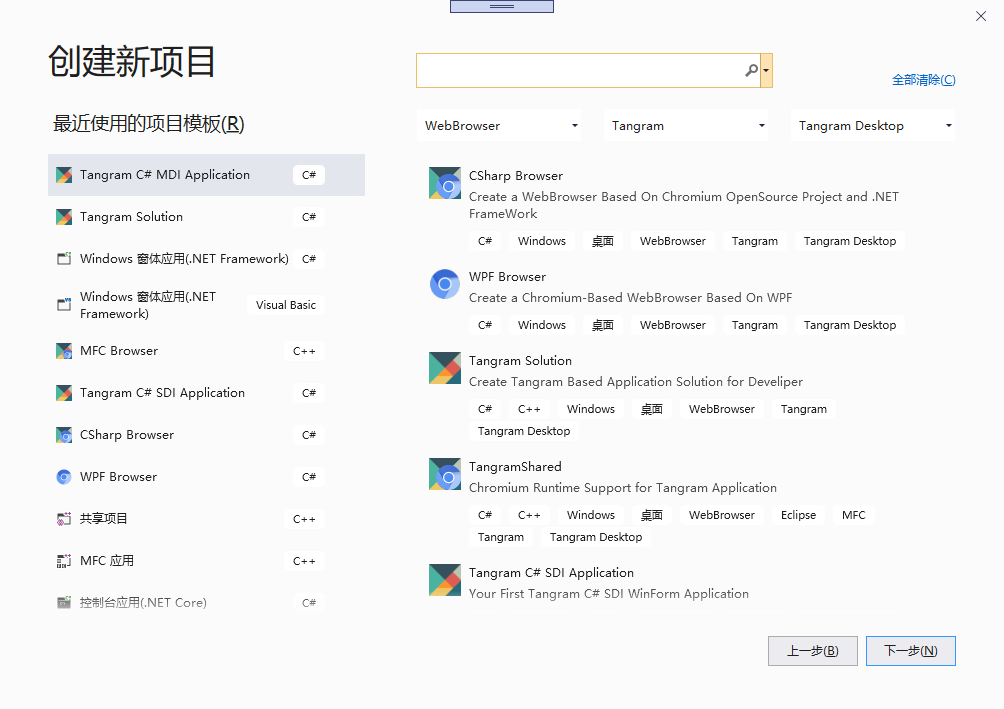 创建新项目
全部清除(C)
最近使用的项目模板(R)
WebBrowser
Tangram
Tangram Desktop
Tangram C# MDI Application
C#
Tangram Solution
C#
Windows 窗体应用(.NET Framework)
C#
Windows 窗体应用(.NET
Framework)
Visual Basic
MFC Browser
C++
Tangram C# SDI Application
C#
CSharp Browser
C#
WPF Browser
C#
共享项目
C++
MFC 应用
C++
控制台应用(.NET Core)
C#
CSharp Browser
Create a WebBrowser Based On Chromium OpenSource Project and .NET
FrameWork
C# Windows 桌面 WebBrowser Tangram Tangram Desktop
WPF Browser
Create a Chromium-Based WebBrowser Based On WPF
C# Windows 桌面 WebBrowser Tangram Tangram Desktop
Tangram Solution
Create Tangram Based Application Solution for Develiper
C# C++ Windows 桌面 WebBrowser Tangram
Tangram Desktop
TangramShared
Chromium Runtime Support for Tangram Application
C# C++ Windows 桌面 WebBrowser Eclipse MFC
Tangram Tangram Desktop
Tangram C# SDI Application
Your First Tangram C# SDI WinForm Application
上一步(B)
下一步(N)